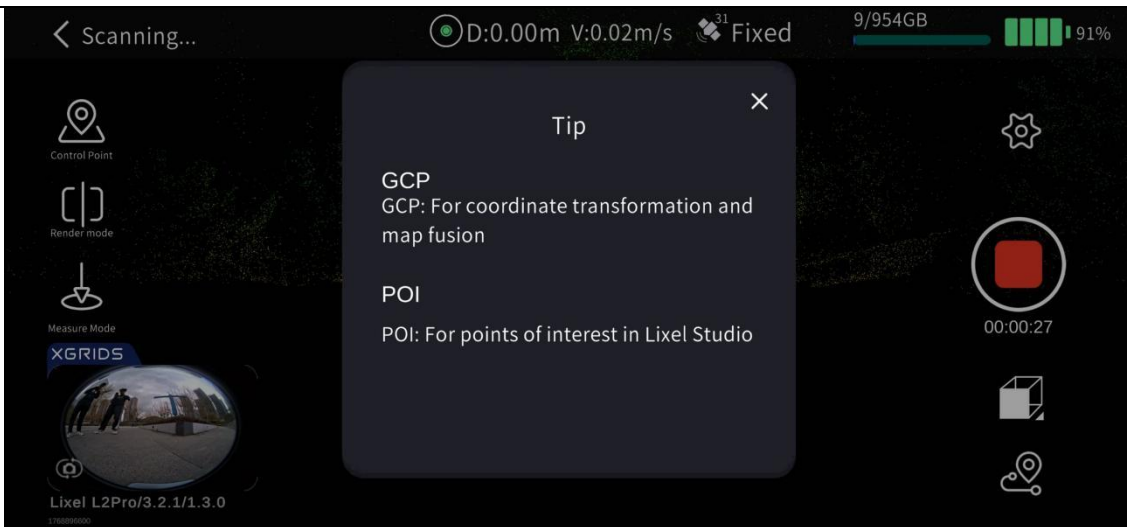 Scanning...
D:0.00m V:0.02m/s
31
Fixed
9/954GB
91%
Control Point
Render mode
Measure Mode
XGRIDS
Lixel L2Pro/3.2.1/1.3.0
Tip
GCP
GCP: For coordinate transformation and
map fusion
POI
POI: For points of interest in Lixel Studio
00:00:27